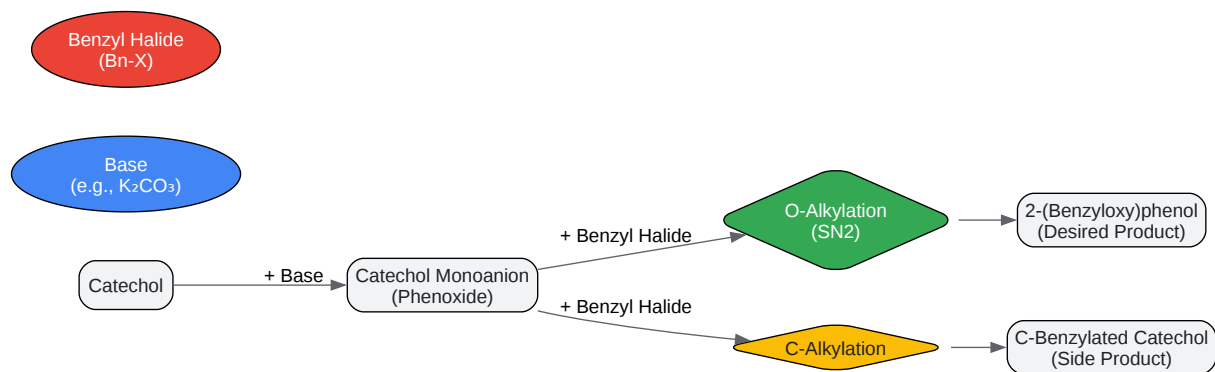 Benzyl Halide
(Bn-X)
Base
(e.g., K₂CO₃)
Catechol
+ Base
Catechol Monoanion
(Phenoxide)
+ Benzyl Halide
+ Benzyl Halide
O-Alkylation
(SN2)
C-Alkylation
2-(Benzyloxy)phenol
(Desired Product)
C-Benzylated Catechol
(Side Product)